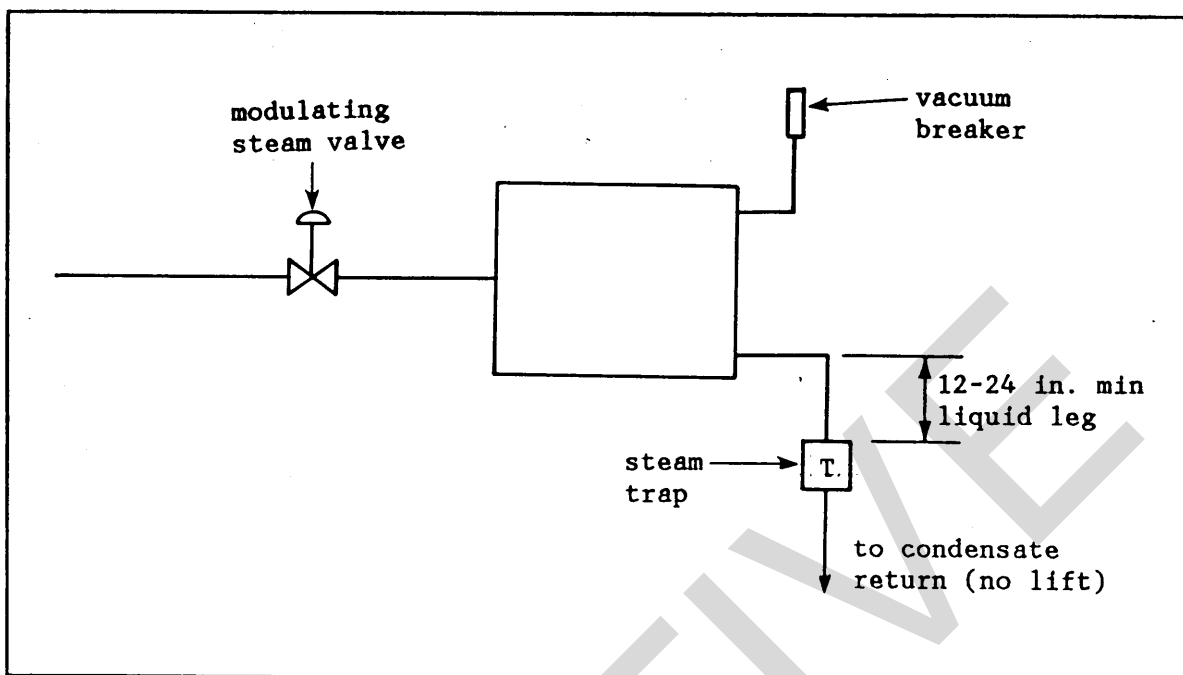 modulating
steam valve
vacuum
breaker
12-24 in. min
liquid leg
steam
trap
T.
to condensate
return (no lift)